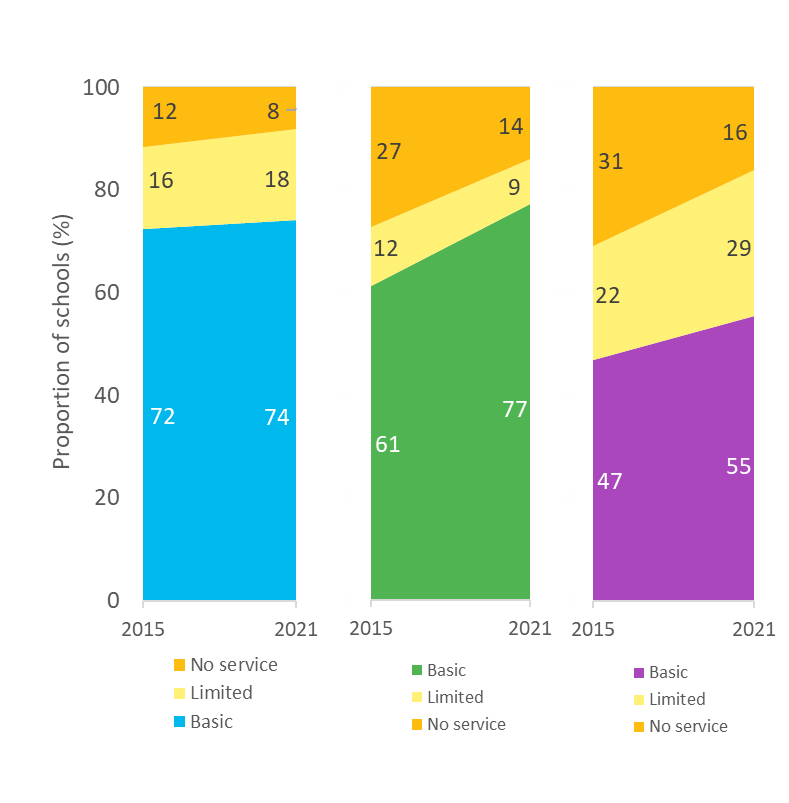 100
80
60
40
20
0
Proportion of schools (%)
12 8
16 18
72 74
2015 2021
No service
Limited
Basic
27 14
12 9
61 77
2015 2021
Basic
Limited
No service
31 16
22 29
47 55
2015 2021
Basic
Limited
No service